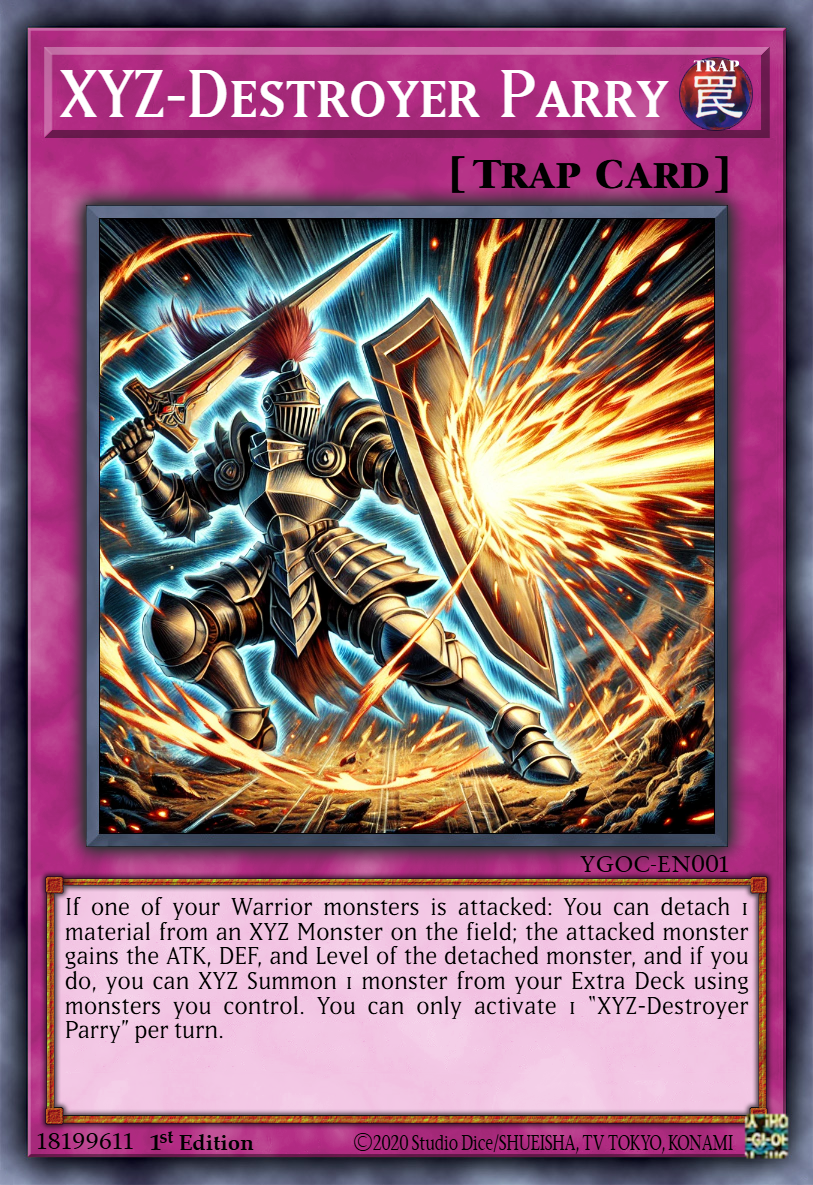 XYZ-Destroyer Parry
TRAP
罠
[Trap Card]
YGOC-EN001
If one of your Warrior monsters is attacked: You can detach 1
material from an XYZ Monster on the field; the attacked monster
gains the ATK, DEF, and Level of the detached monster, and if you
do, you can XYZ Summon 1 monster from your Extra Deck using
monsters you control. You can only activate 1 "XYZ-Destroyer
Parry" per turn.
18199611 1st Edition ©2020 Studio Dice/SHUEISHA, TV TOKYO, KONAMI